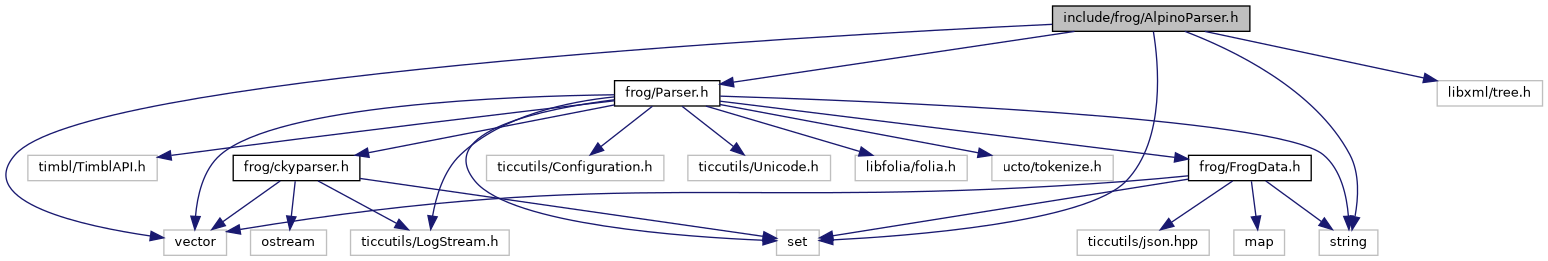 include/frog/AlpinoParser.h
frog/Parser.h
libxml/tree.h
timbl/TimblAPI.h
frog/ckyparser.h
ticcutils/Configuration.h
ticcutils/Unicode.h
libfolia/folia.h
ucto/tokenize.h
frog/FrogData.h
vector
ostream
ticcutils/LogStream.h
set
ticcutils/json.hpp
map
string